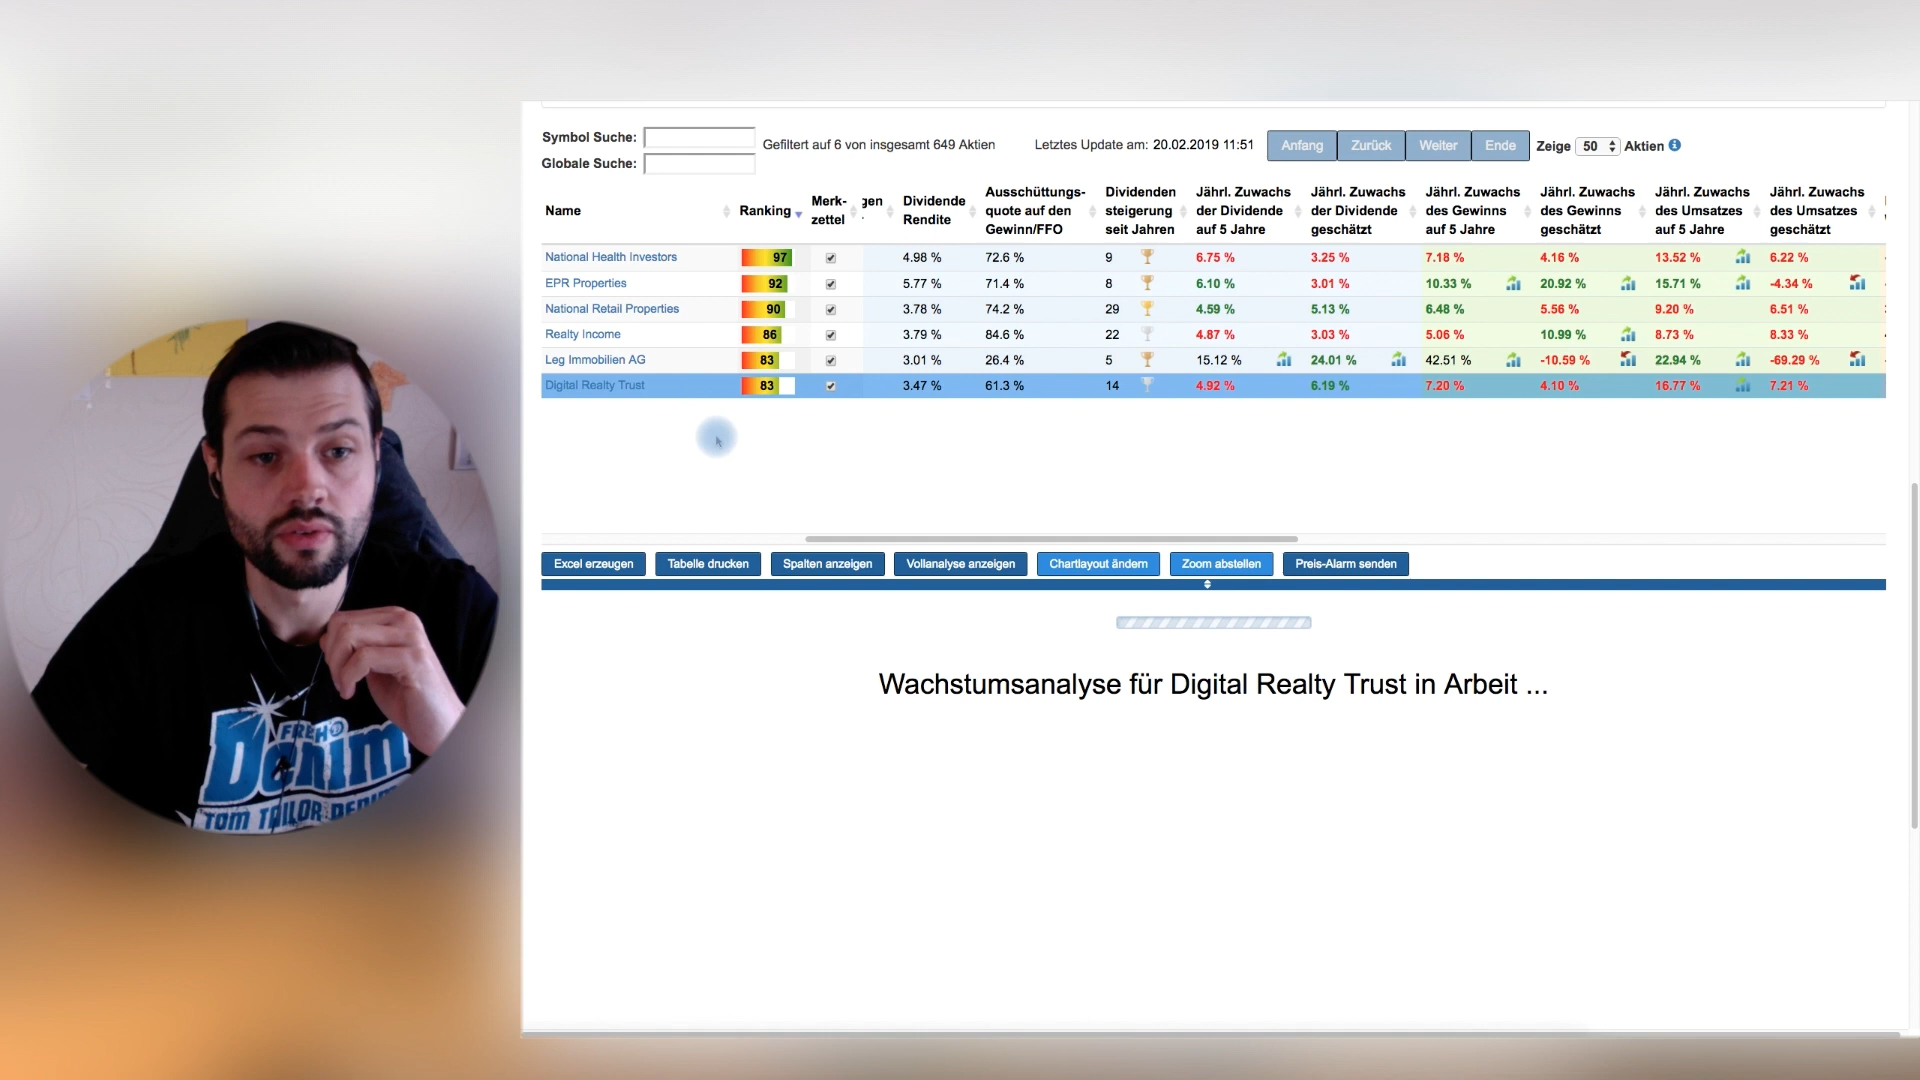 Symbol Suche:
Gefiltert auf 6 von insgesamt 649 Aktien
Letztes Update am: 20.02.2019 11:51
Anfang Zurück Weiter Ende
Zeige 50 Aktien
Globale Suche:
Name
Ranking
Merk-
zettel
gen
Dividende
Rendite
Ausschüttungs-
quote auf den
Gewinn/FFO
Dividenden
steigerung
seit Jahren
Jährl. Zuwachs
der Dividende
auf 5 Jahre
Jährl. Zuwachs
der Dividende
geschätzt
Jährl. Zuwachs
des Gewinns
auf 5 Jahre
Jährl. Zuwachs
des Gewinns
geschätzt
Jährl. Zuwachs
des Umsatzes
auf 5 Jahre
Jährl. Zuwachs
des Umsatzes
geschätzt
National Health Investors 97 4.98 % 72.6 % 9 6.75 % 3.25 % 7.18 % 4.16 % 13.52 % 6.22 %
EPR Properties 92 5.77 % 71.4 % 8 6.10 % 3.01 % 10.33 % 20.92 % 15.71 % -4.34 %
National Retail Properties 90 3.78 % 74.2 % 29 4.59 % 5.13 % 6.48 % 5.56 % 9.20 % 6.51 %
Realty Income 86 3.79 % 84.6 % 22 4.87 % 3.03 % 5.06 % 10.99 % 8.73 % 8.33 %
Leg Immobilien AG 83 3.01 % 26.4 % 5 15.12 % 24.01 % 42.51 % -10.59 % 22.94 % -69.29 %
Digital Realty Trust 83 3.47 % 61.3 % 14 4.92 % 6.19 % 7.20 % 4.10 % 16.77 % 7.21 %
Excel erzeugen Tabelle drucken Spalten anzeigen Vollanalyse anzeigen Chartlayout ändern Zoom abstellen Preis-Alarm senden
Wachstumsanalyse für Digital Realty Trust in Arbeit ...
Denim
TOM TAILOR